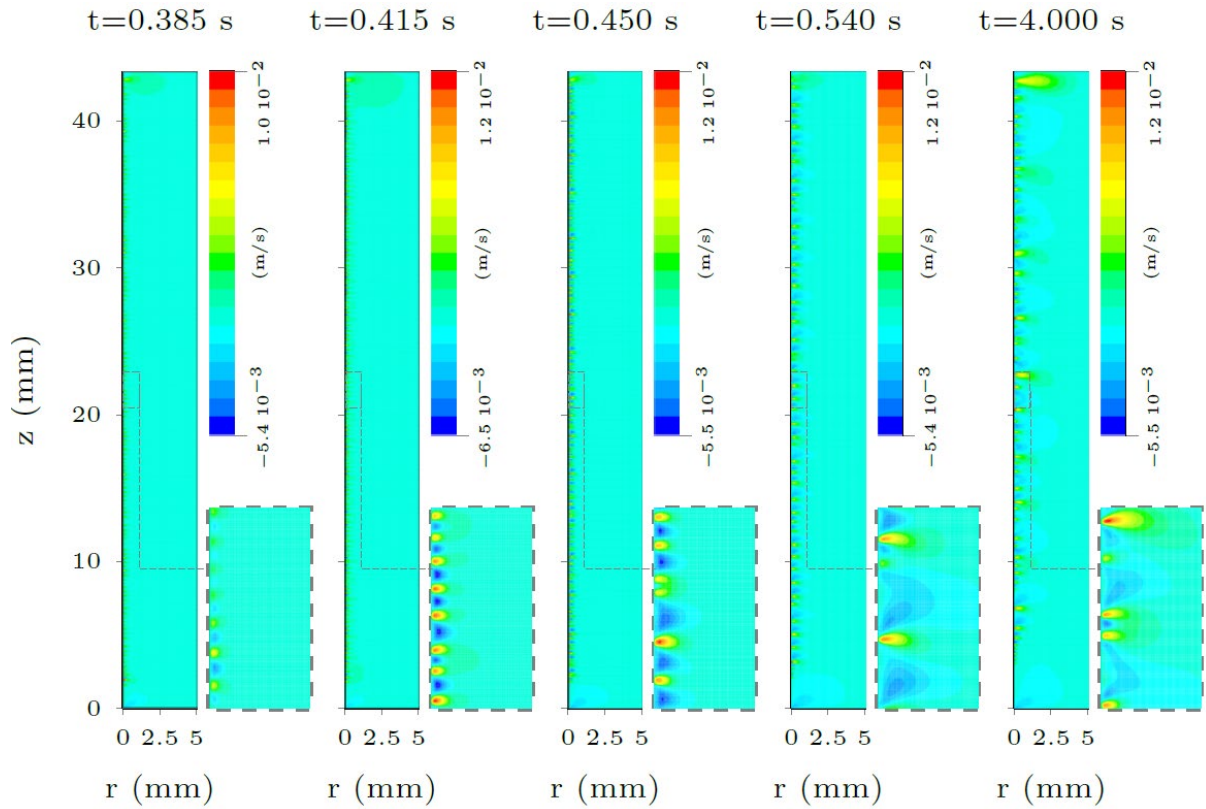 t=0.385 s t=0.415 s t=0.450 s t=0.540 s t=4.000 s
1.0 10⁻² 1.2 10⁻² 1.2 10⁻² 1.2 10⁻² 1.2 10⁻²
(m/s) (m/s) (m/s) (m/s) (m/s)
−5.4 10⁻³ −6.5 10⁻³ −5.5 10⁻³ −5.4 10⁻³ −5.5 10⁻³
z (mm)
40
30
20
10
0
0 2.5 5 0 2.5 5 0 2.5 5 0 2.5 5 0 2.5 5
r (mm) r (mm) r (mm) r (mm) r (mm)